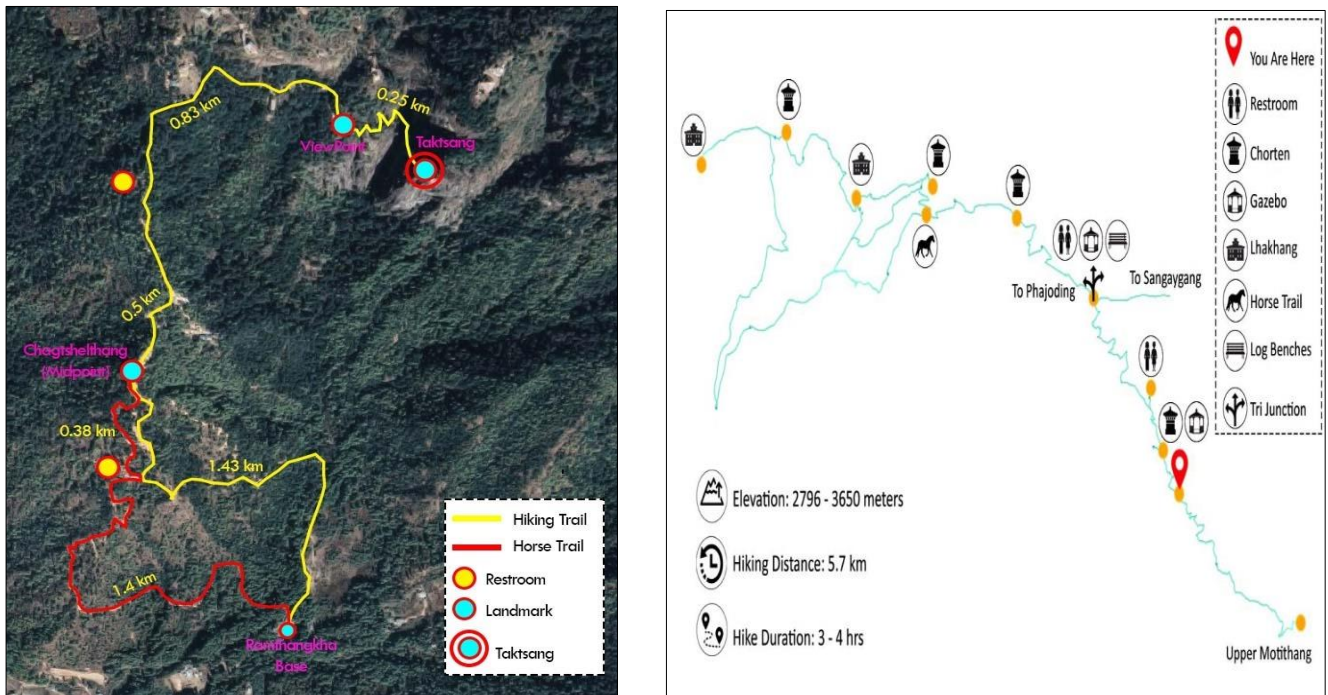 0.83 km
0.25 km
ViewPoint
Taktsang
0.5 km
Chogtshelthang
(Midpoint)
0.38 km
1.43 km
1.4 km
Ramthangkha
Base
Hiking Trail
Horse Trail
Restroom
Landmark
Taktsang
You Are Here
Restroom
Chorten
Gazebo
Lhakhang
Horse Trail
Log Benches
Tri Junction
To Phajoding
To Sangaygang
Elevation: 2796 - 3650 meters
Hiking Distance: 5.7 km
Hike Duration: 3 - 4 hrs
Upper Motithang